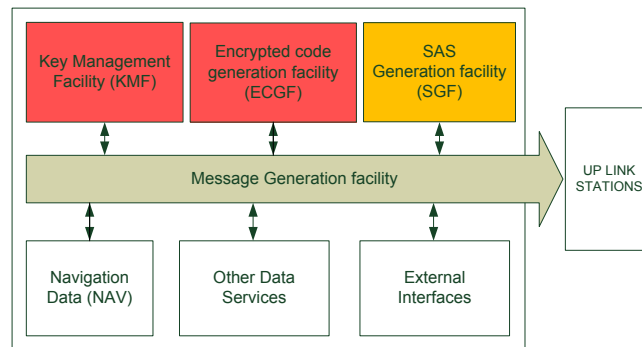 Key Management
Facility (KMF)
Encrypted code
generation facility
(ECGF)
SAS
Generation facility
(SGF)
Message Generation facility
UP LINK
STATIONS
Navigation
Data (NAV)
Other Data
Services
External
Interfaces